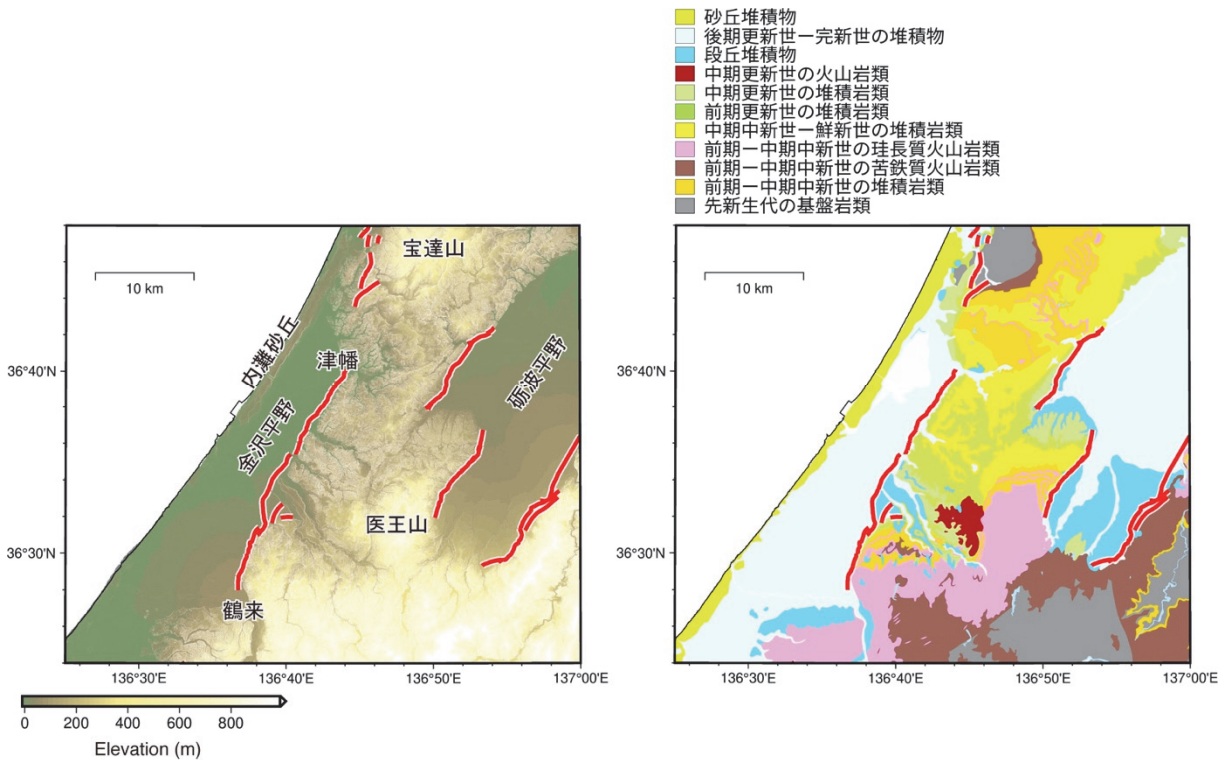 砂丘堆積物
後期更新世ー完新世の堆積物
段丘堆積物
中期更新世の火山岩類
中期更新世の堆積岩類
前期更新世の堆積岩類
中期中新世ー鮮新世の堆積岩類
前期ー中期中新世の珪長質火山岩類
前期ー中期中新世の苦鉄質火山岩類
前期ー中期中新世の堆積岩類
先新生代の基盤岩類
宝達山
10 km
内灘砂丘
津幡
砺波平野
金沢平野
医王山
鶴来
36°40'N
36°30'N
136°30'E
136°40'E
136°50'E
137°00'E
0
200
400
600
800
Elevation (m)
10 km
36°40'N
36°30'N
136°30'E
136°40'E
136°50'E
137°00'E